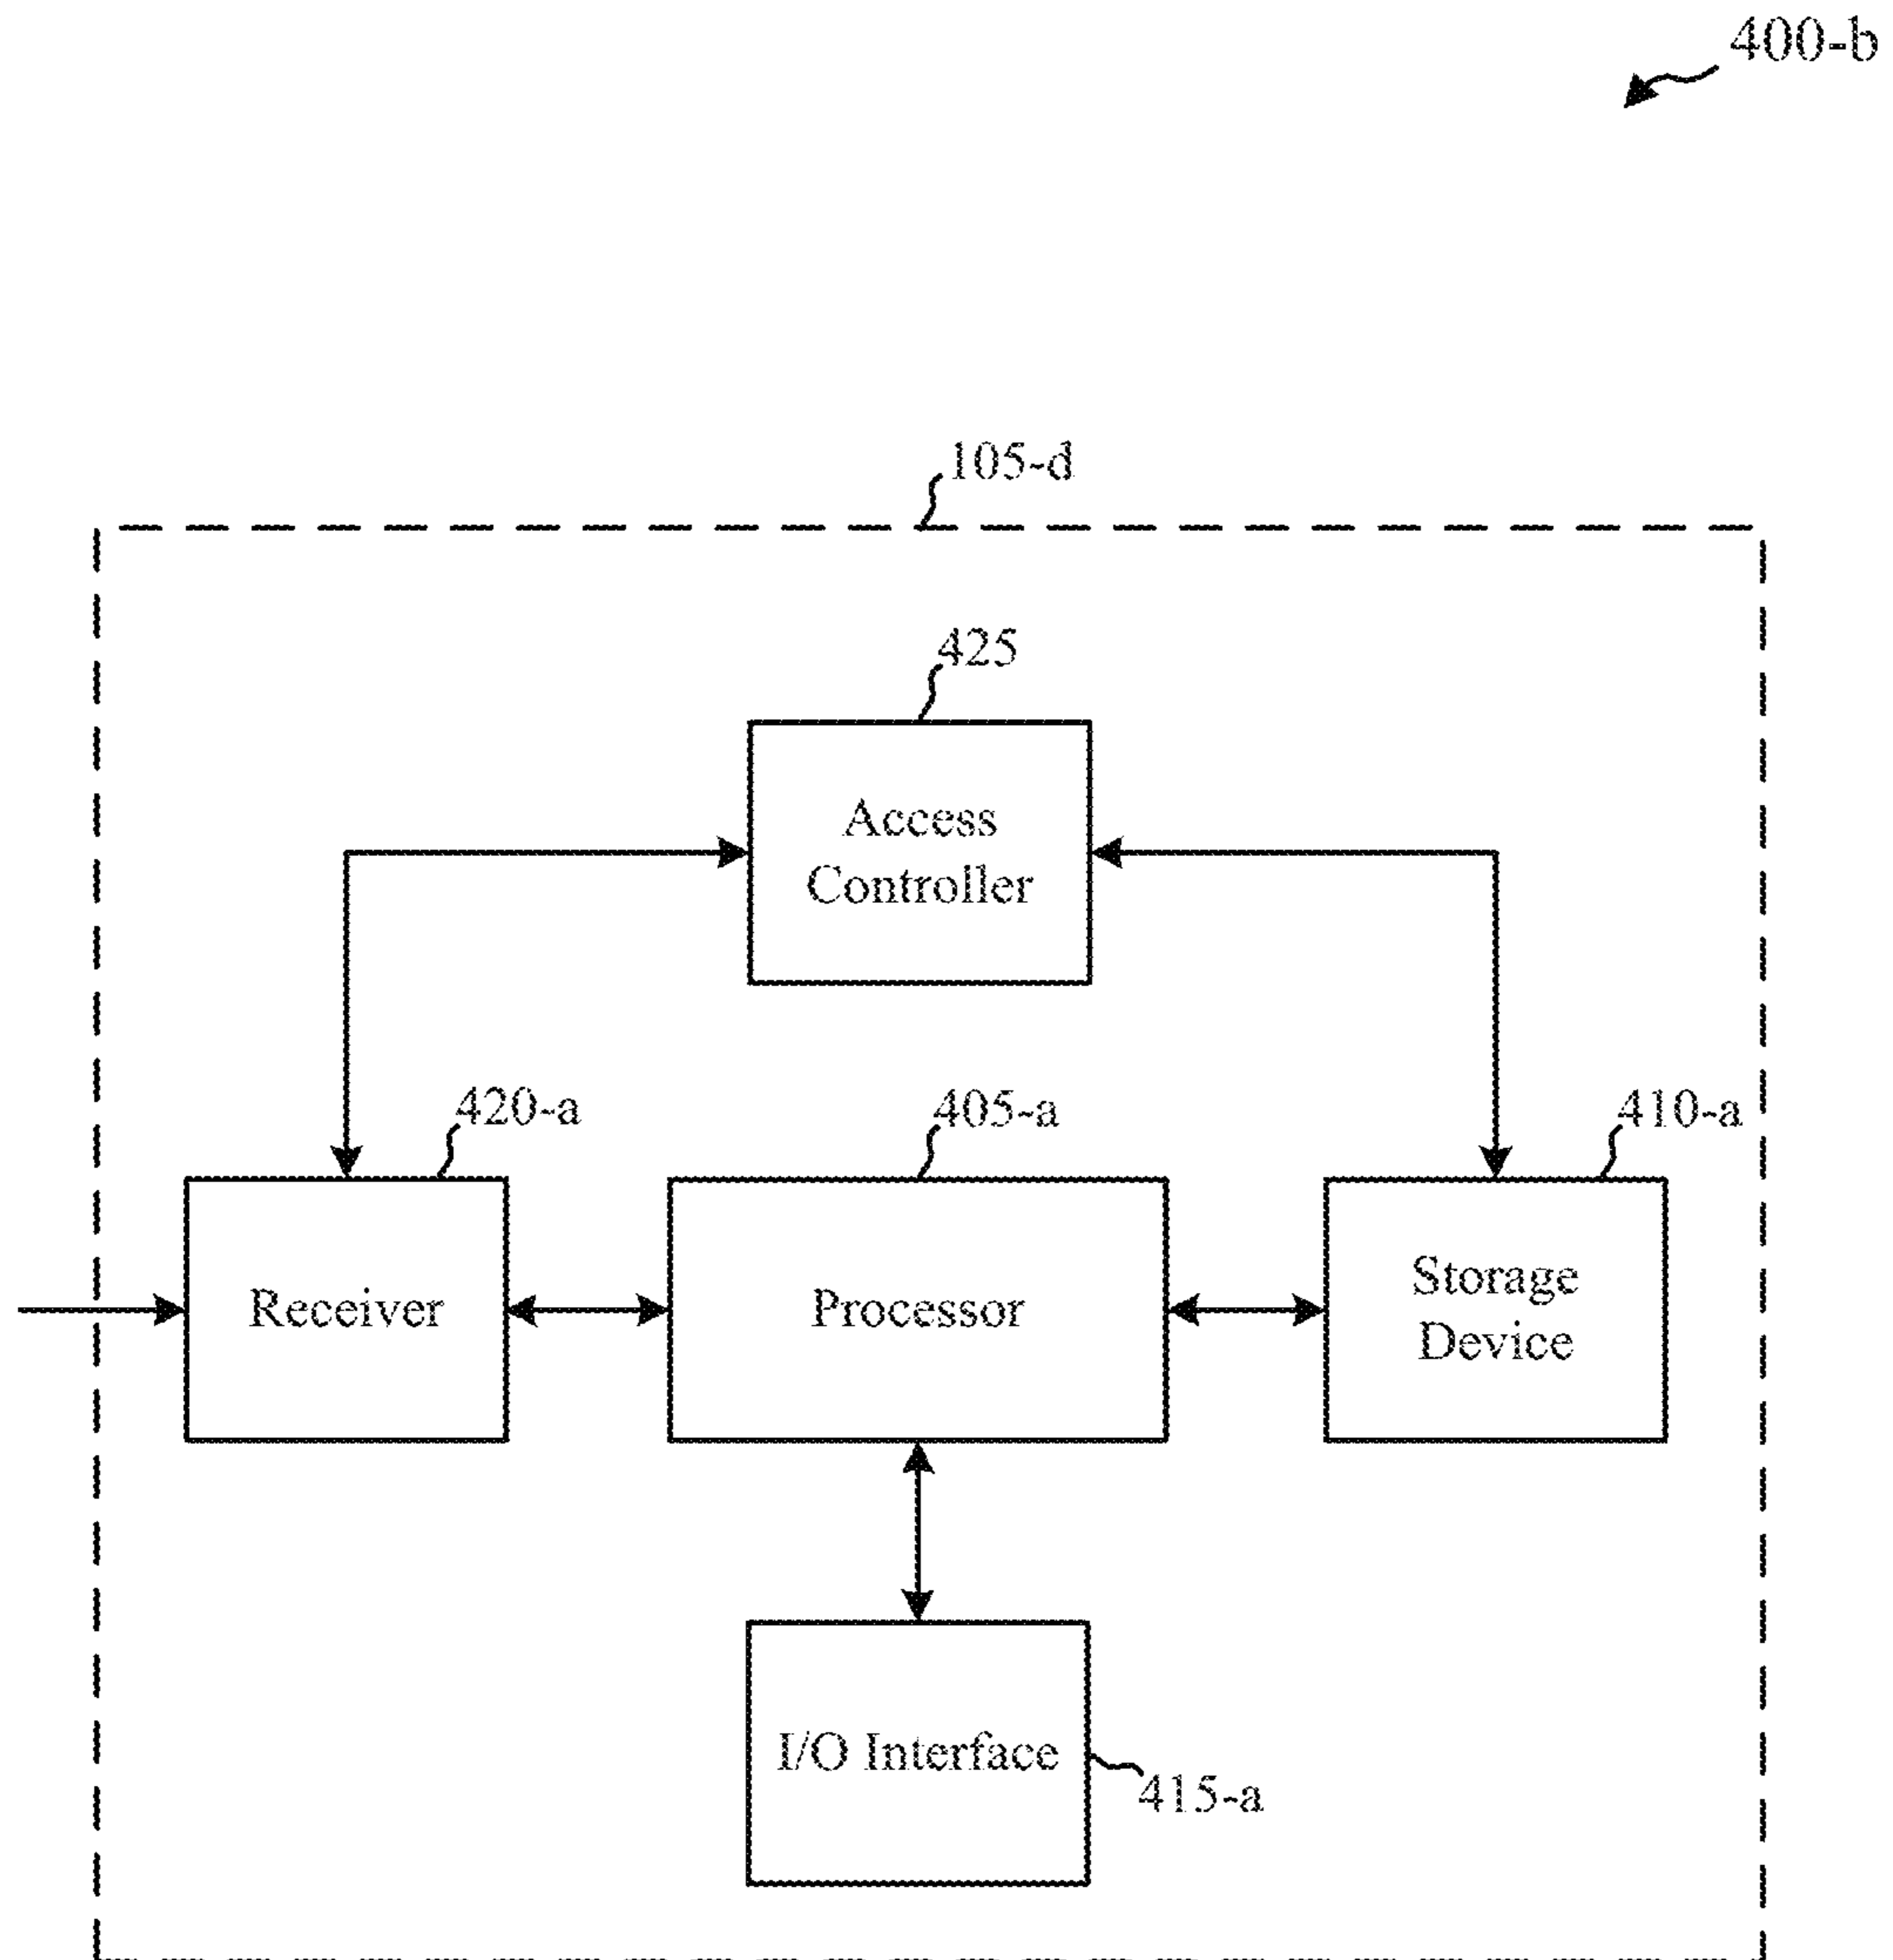 400-b
105-d
425
Access
Controller
420-a
405-a
410-a
Receiver
Processor
Storage
Device
I/O Interface
415-a